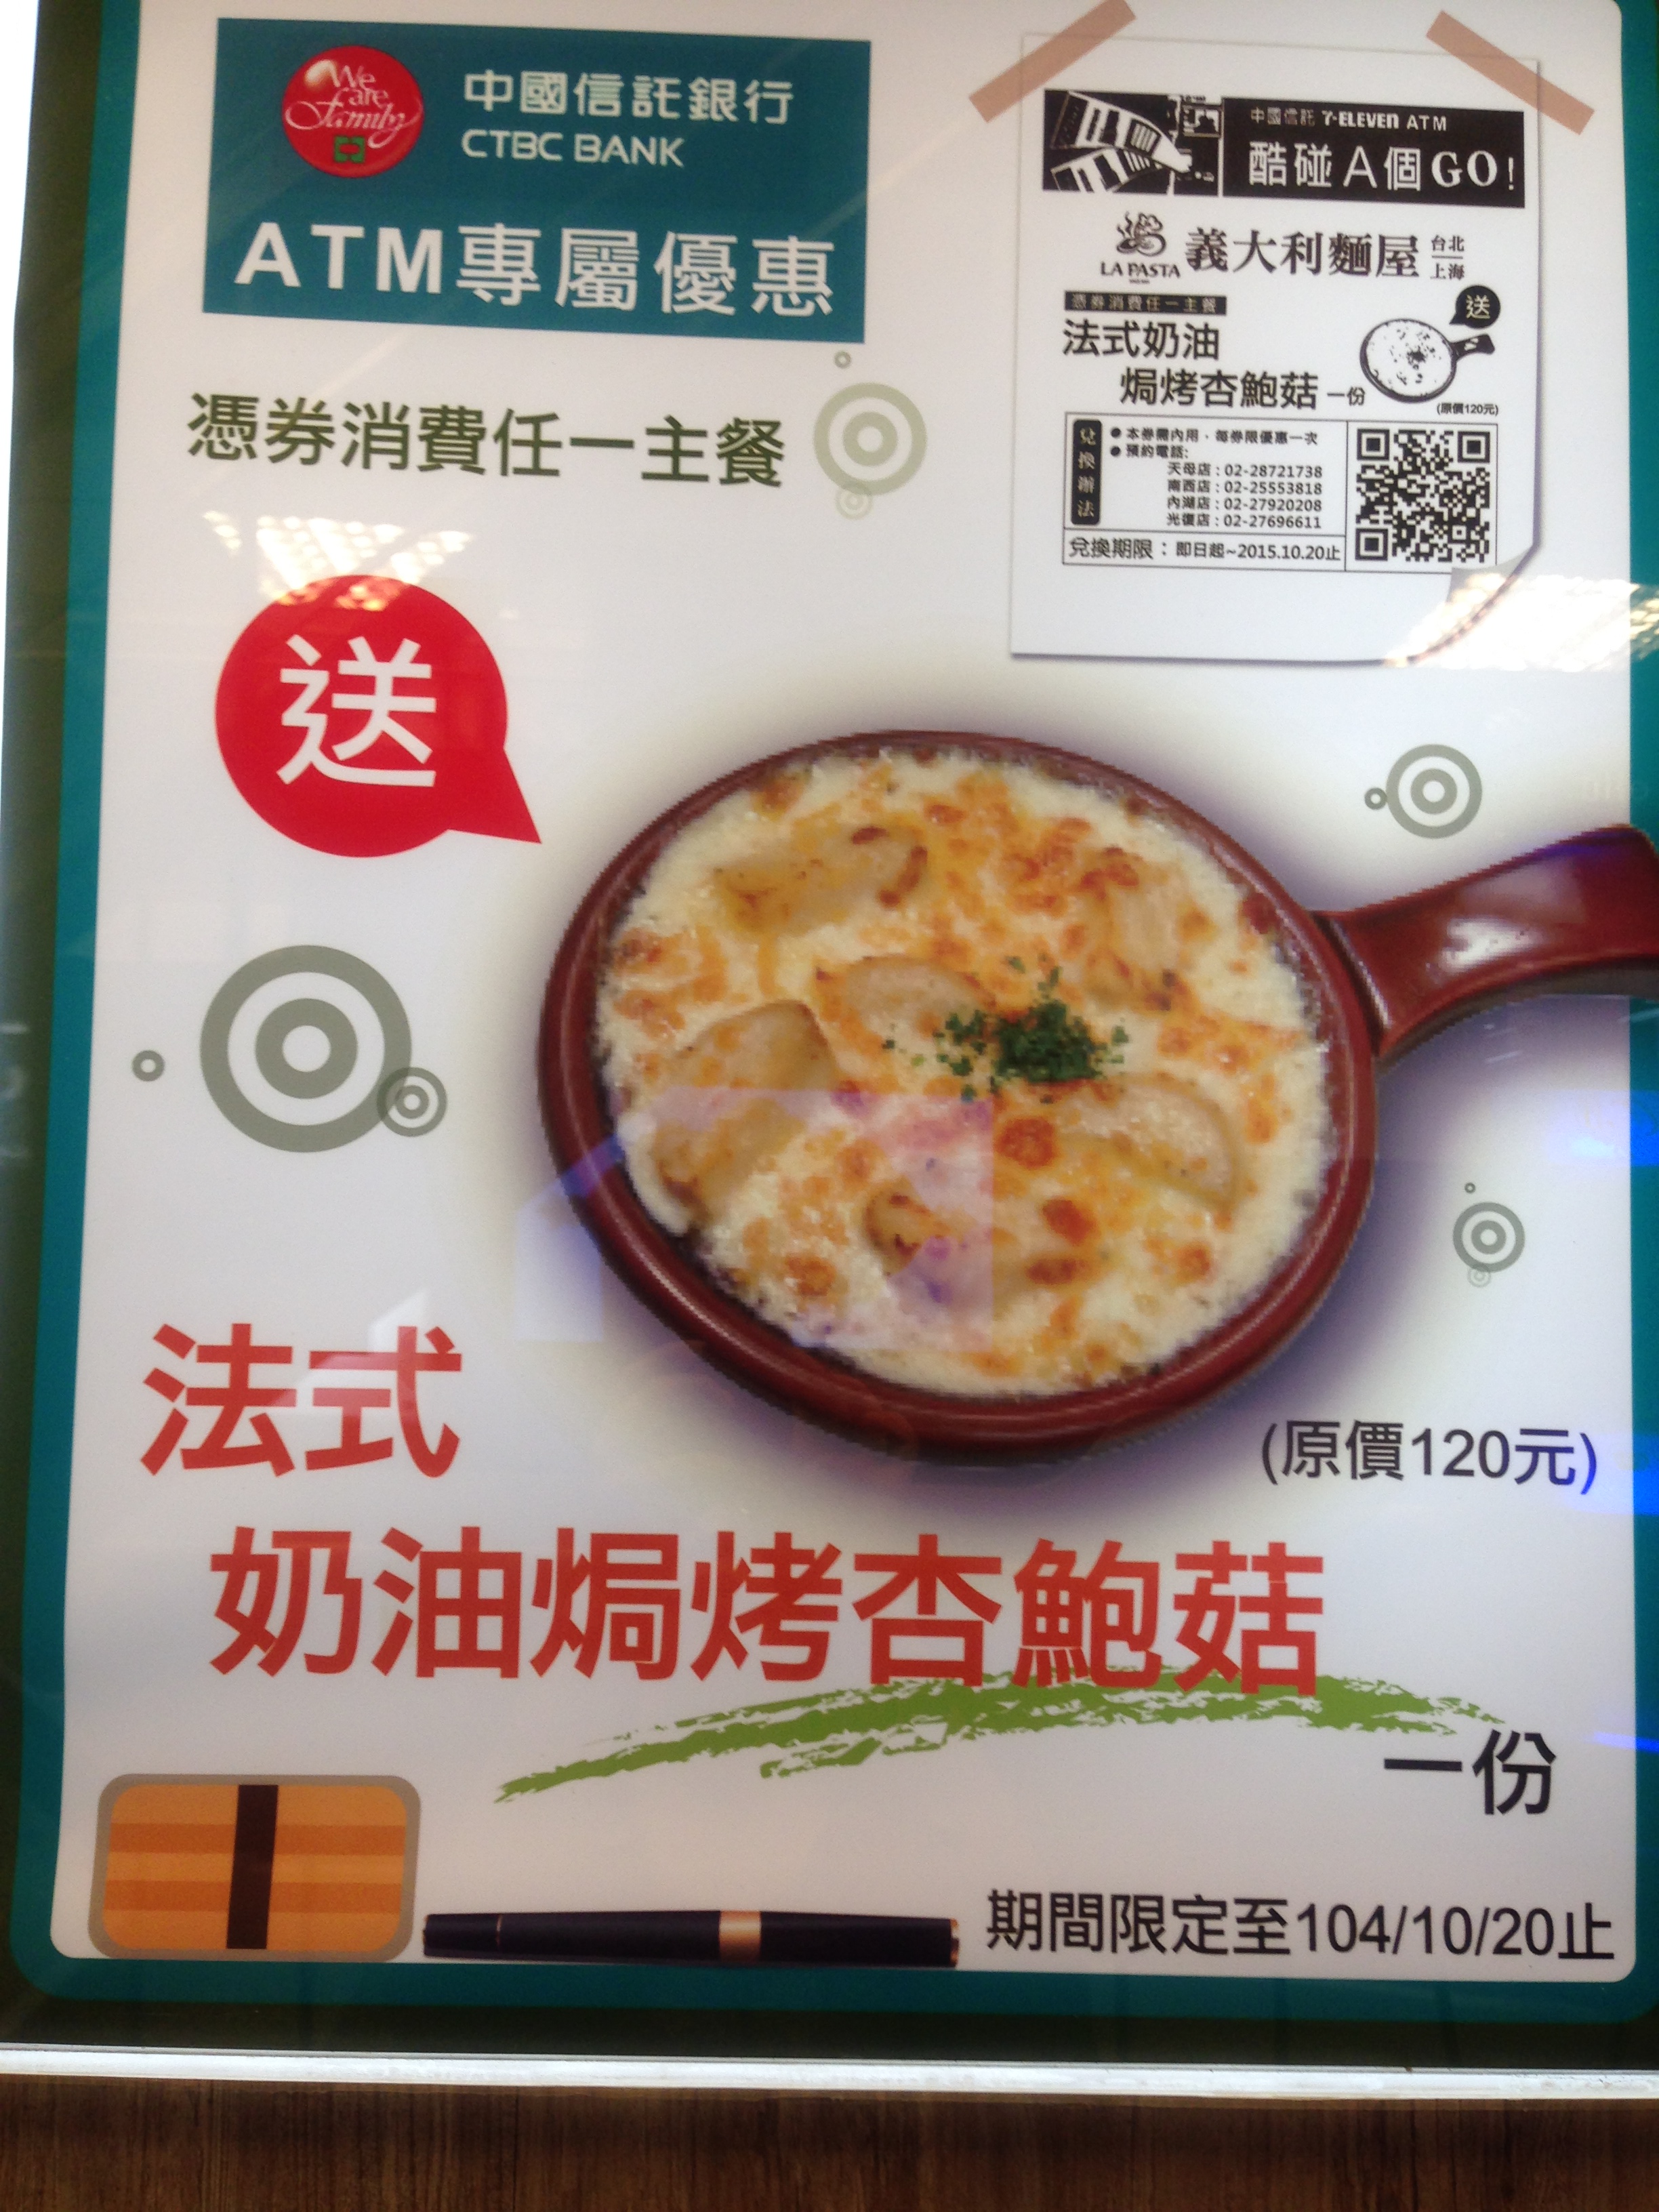 We
are
Family
中國信託銀行
CTBC BANK
ATM專屬優惠
憑券消費任一主餐
送
中國信託 7-ELEVEn ATM
酷碰A個GO!
LA PASTA
義大利麵屋
台北
上海
憑券消費任一主餐
送
法式奶油
焗烤杏鮑菇一份
(原價120元)
兌換辦法
●本券需內用,每券限優惠一次
●預約電話:
天母店:02-28721738
南西店:02-25553818
內湖店:02-27920208
光復店:02-27696611
兌換期限:即日起~2015.10.20止
(原價120元)
法式
奶油焗烤杏鮑菇
一份
期間限定至104/10/20止